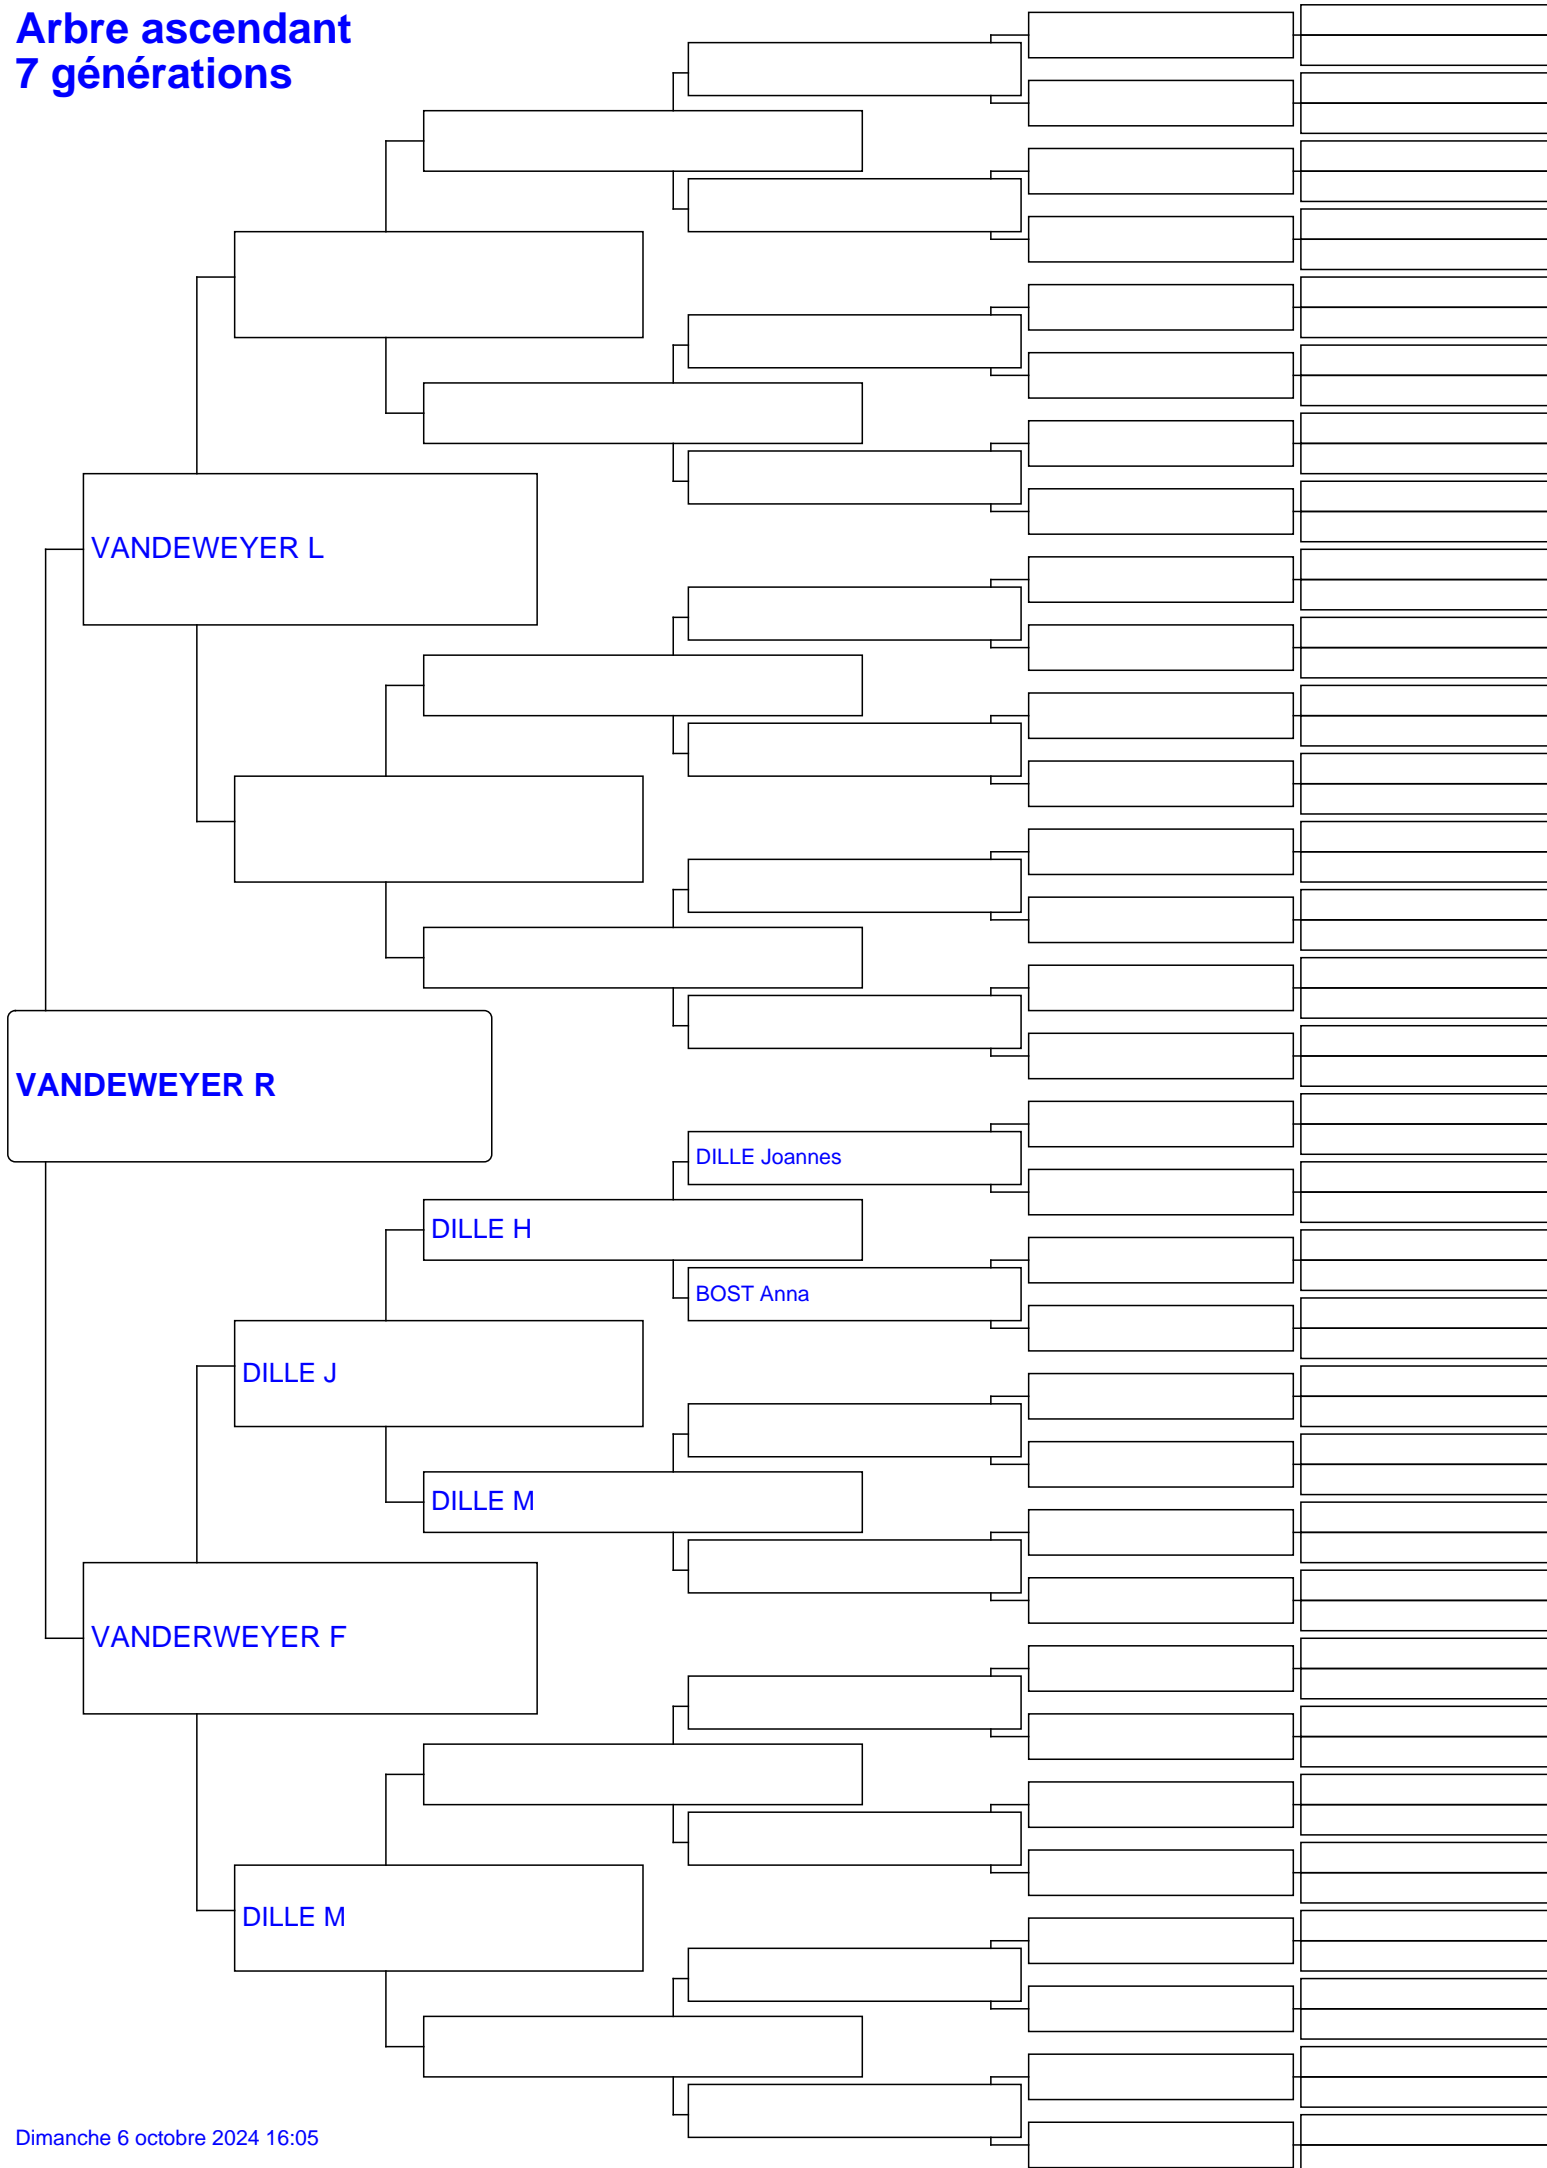 Arbre ascendant
7 générations
VANDEWEYER L
VANDEWEYER R
DILLE Joannes
DILLE H
BOST Anna
DILLE J
DILLE M
VANDERWEYER F
DILLE M
Dimanche 6 octobre 2024 16:05